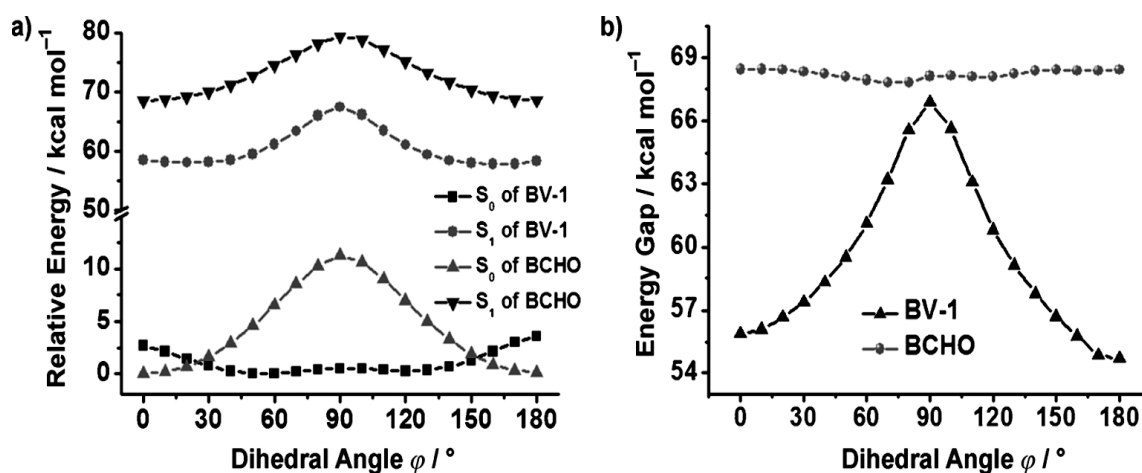 a)
Relative Energy / kcal mol⁻¹
80
70
60
50
10
5
0
S₀ of BV-1
S₁ of BV-1
S₀ of BCHO
S₁ of BCHO
0 30 60 90 120 150 180
Dihedral Angle φ / °
b)
Energy Gap / kcal mol⁻¹
69
66
63
60
57
54
BV-1
BCHO
0 30 60 90 120 150 180
Dihedral Angle φ / °